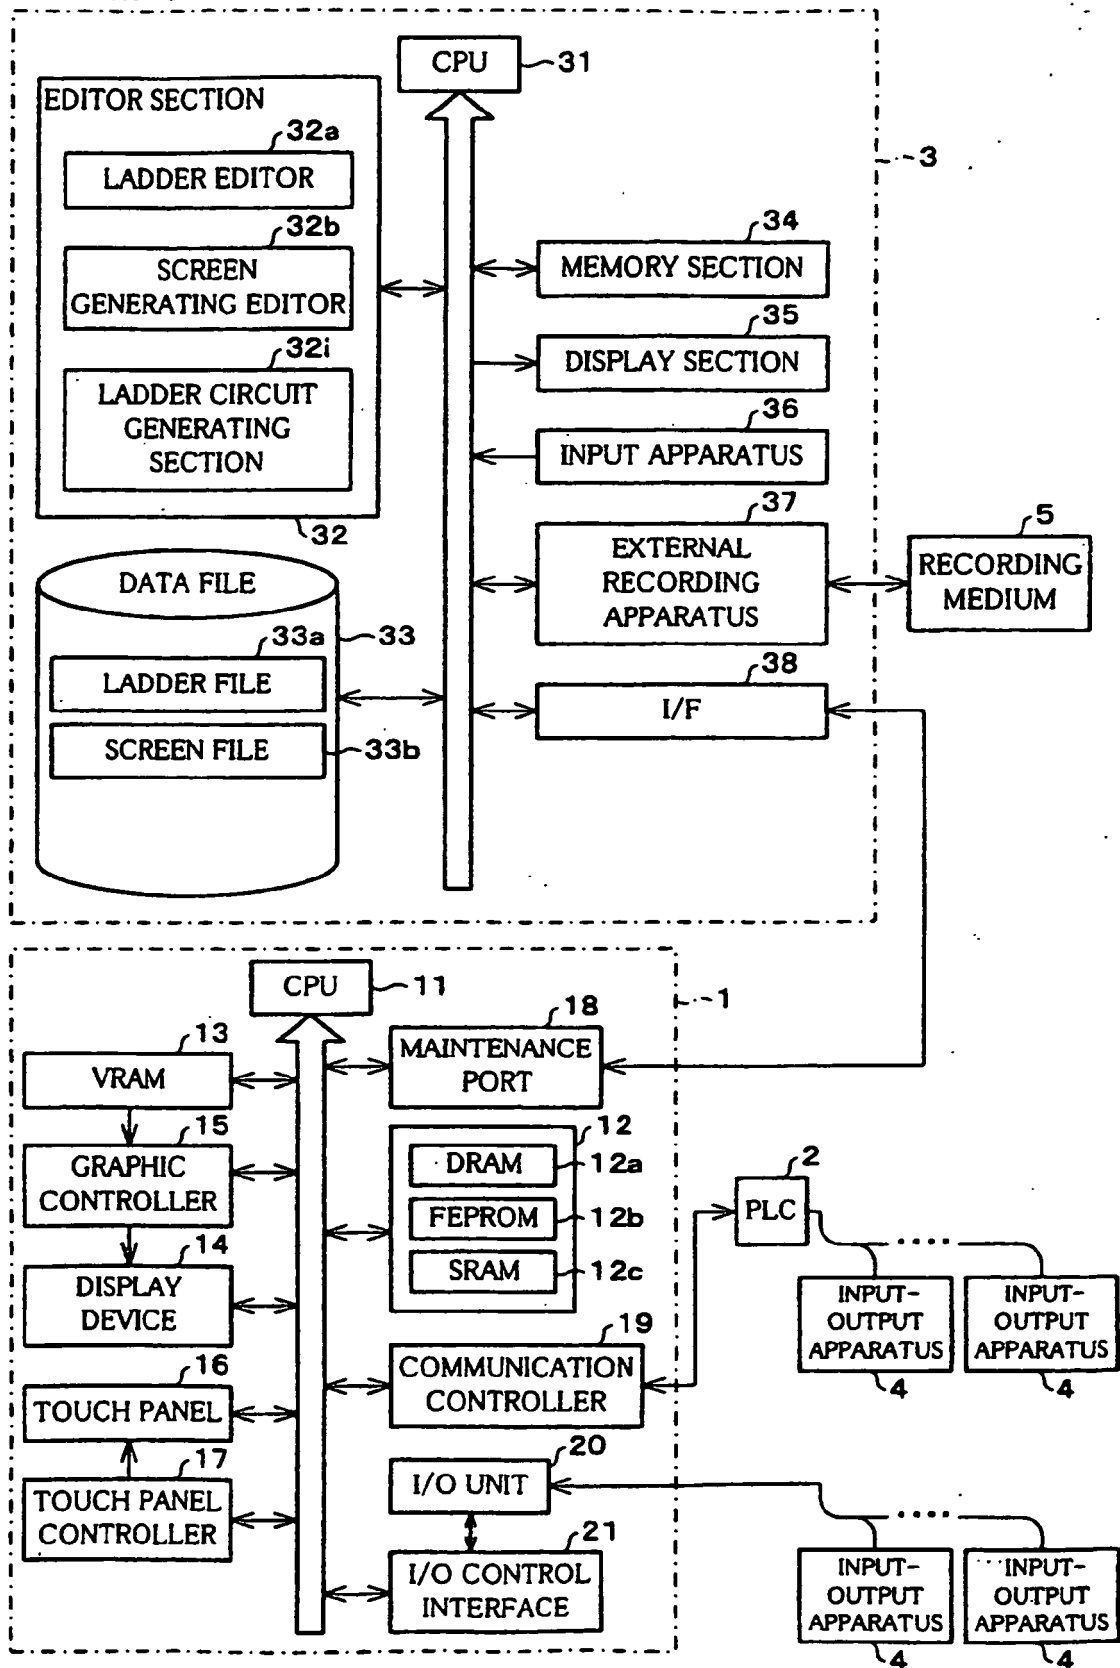 CPU
31
EDITOR SECTION
32a
LADDER EDITOR
32b
SCREEN
GENERATING EDITOR
32i
LADDER CIRCUIT
GENERATING
SECTION
32
3
34
MEMORY SECTION
35
DISPLAY SECTION
36
INPUT APPARATUS
37
EXTERNAL
RECORDING
APPARATUS
5
RECORDING
MEDIUM
38
I/F
DATA FILE
33
33a
LADDER FILE
SCREEN FILE
33b
CPU
11
1
13
VRAM
15
GRAPHIC
CONTROLLER
14
DISPLAY
DEVICE
16
TOUCH PANEL
17
TOUCH PANEL
CONTROLLER
18
MAINTENANCE
PORT
12
DRAM
12a
FEPROM
12b
SRAM
12c
19
COMMUNICATION
CONTROLLER
20
I/O UNIT
21
I/O CONTROL
INTERFACE
2
PLC
INPUT-
OUTPUT
APPARATUS
4
INPUT-
OUTPUT
APPARATUS
4
INPUT-
OUTPUT
APPARATUS
4
INPUT-
OUTPUT
APPARATUS
4